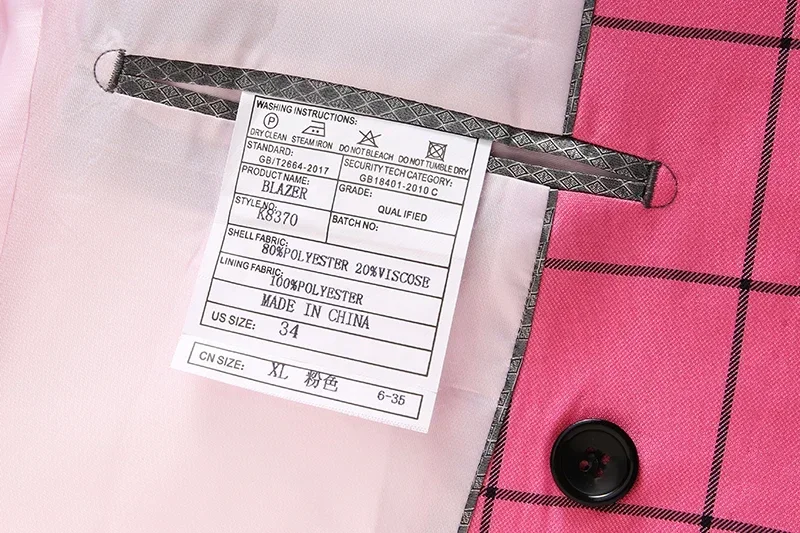 WASHING INSTRUCTIONS:
P
DRY CLEAN STEAM IRON DO NOT BLEACH DO NOT TUMBLE DRY
STANDARD:
GB/T2664-2017
SECURITY TECH CATEGORY:
GB18401-2010 C
PRODUCT NAME:
BLAZER
GRADE:
QUALIFIED
STYLE.NO:
K8370
BATCH NO:
SHELL FABRIC:
80%POLYESTER 20%VISCOSE
LINING FABRIC:
100%POLYESTER
MADE IN CHINA
US SIZE: 34
CN SIZE: XL 粉色 6-35